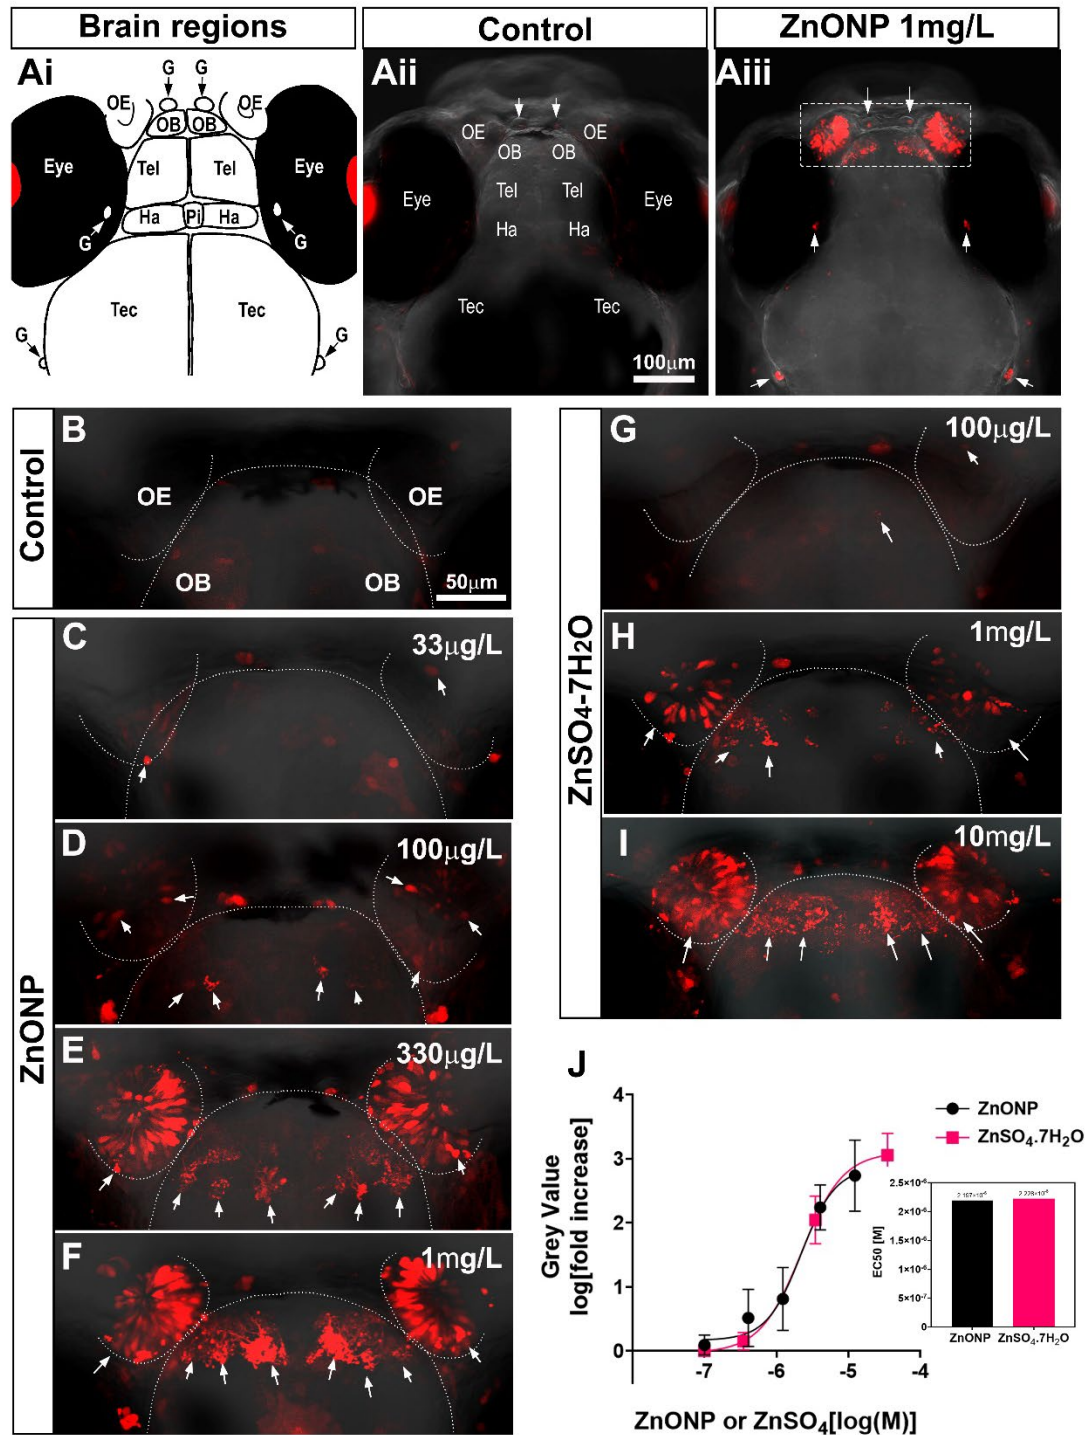 Brain regions
Control
ZnONP 1mg/L
Ai
G
G
OE
OE
OB
OB
Eye
Tel
Tel
Eye
Ha
Pi
Ha
G
G
Tec
Tec
G
G
Aii
OE
OE
OB
OB
Eye
Tel
Tel
Eye
Ha
Ha
Tec
Tec
100μm
Aiii
Control
B
OE
OE
OB
OB
50μm
ZnONP
C
33μg/L
D
100μg/L
E
330μg/L
F
1mg/L
ZnSO4-7H2O
G
100μg/L
H
1mg/L
I
10mg/L
J
Grey Value
log[fold increase]
4
3
2
1
0
-7
-6
-5
-4
ZnONP or ZnSO4[log(M)]
ZnONP
ZnSO4.7H2O
EC50 [M]
2.5×10-6
2×10-6
1.5×10-6
1×10-6
5×10-7
0
ZnONP
ZnSO4.7H2O